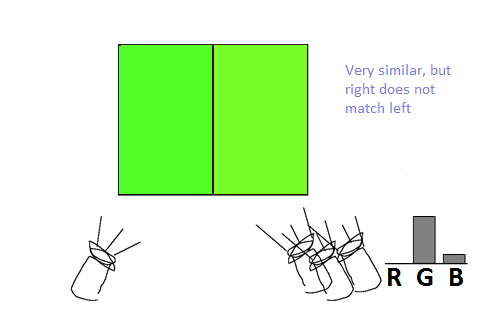 Very similar, but
right does not
match left
R G B